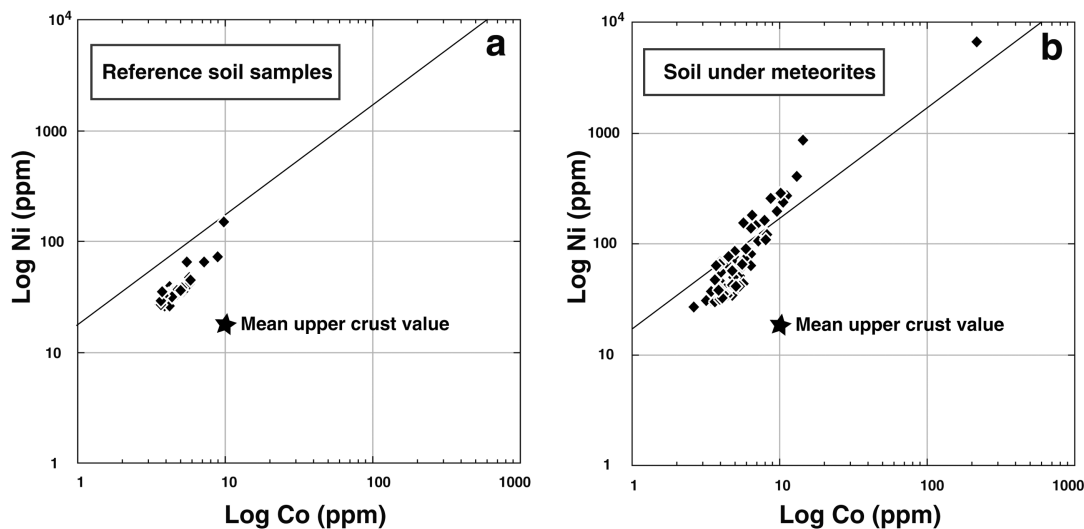 10⁴
a
Reference soil samples
1000
Log Ni (ppm)
100
Mean upper crust value
10
1
1
10
100
1000
Log Co (ppm)
10⁴
b
Soil under meteorites
1000
Log Ni (ppm)
100
Mean upper crust value
10
1
1
10
100
1000
Log Co (ppm)